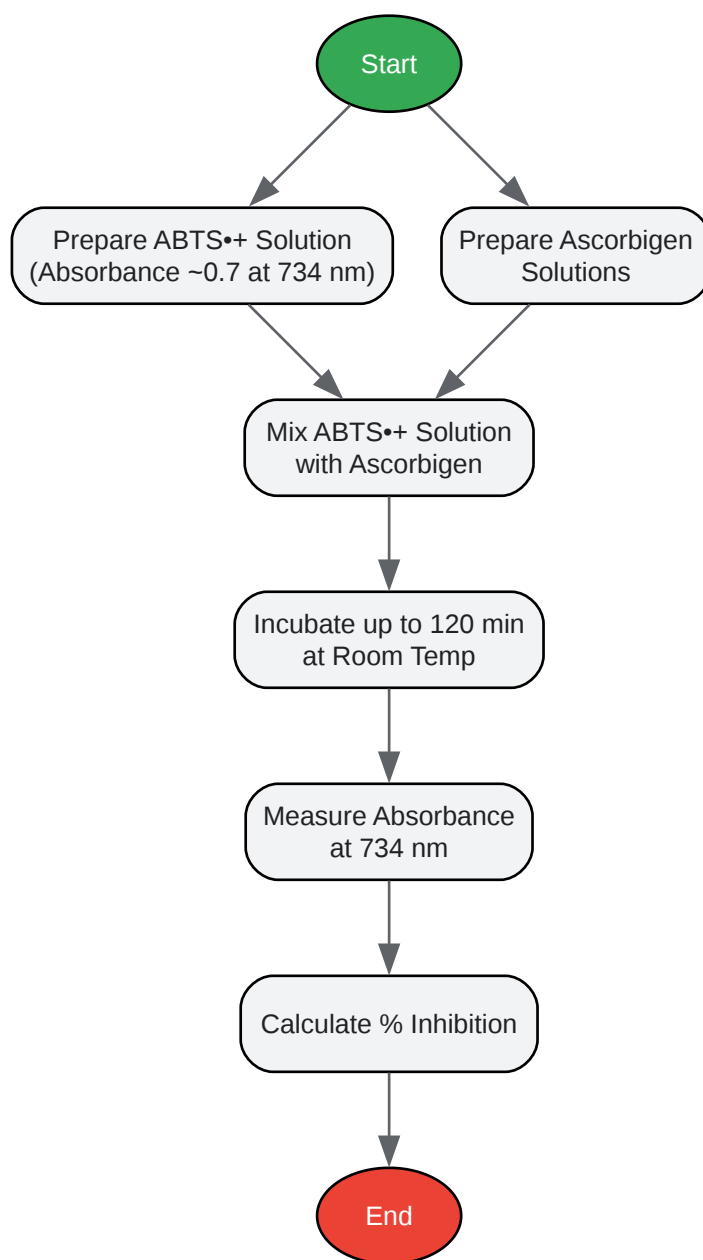 Start
Prepare ABTS•+ Solution
(Absorbance ~0.7 at 734 nm)
Prepare Ascorbigen
Solutions
Mix ABTS•+ Solution
with Ascorbigen
Incubate up to 120 min
at Room Temp
Measure Absorbance
at 734 nm
Calculate % Inhibition
End